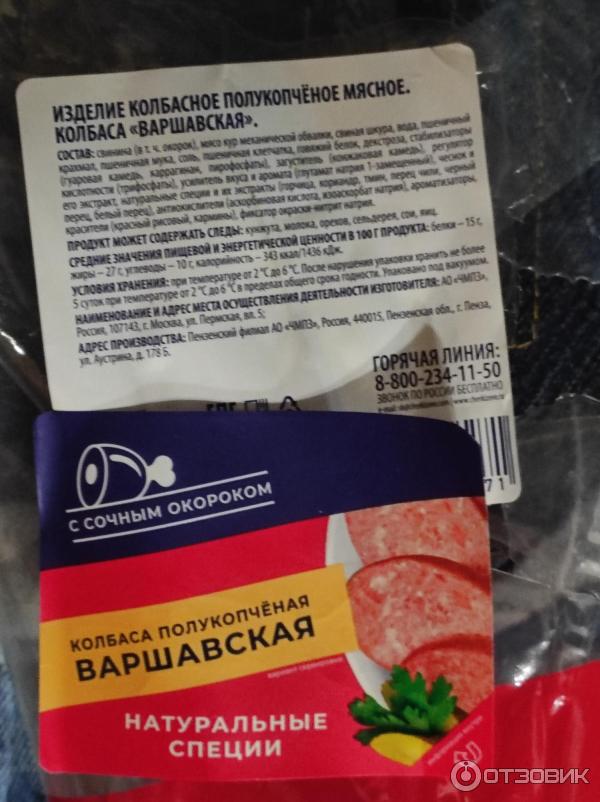 ИЗДЕЛИЕ КОЛБАСНОЕ ПОЛУКОПЧЁНОЕ МЯСНОЕ.
КОЛБАСА «ВАРШАВСКАЯ».
СОСТАВ: свинина (в т. ч. окорок), мясо кур механической обвалки, свиная шкура, вода, пшеничный
крахмал, пшеничная мука, соль, пшеничная клетчатка, говяжий белок, декстроза, стабилизаторы
(гуаровая камедь, каррагинан, пирофосфаты), загуститель (конжаковая камедь), регулятор
кислотности (трифосфаты), усилитель вкуса и аромата (глутамат натрия 1-замещенный), чеснок и
его экстракт, натуральные специи и их экстракты (горчица, кориандр, тмин, перец чили, черный
перец, белый перец), антиокислители (аскорбиновая кислота, изоаскорбат натрия), ароматизаторы,
красители (красный рисовый, кармины), фиксатор окраски-нитрит натрия.
ПРОДУКТ МОЖЕТ СОДЕРЖАТЬ СЛЕДЫ: кунжута, молока, орехов, сельдерея, сои, яиц.
СРЕДНИЕ ЗНАЧЕНИЯ ПИЩЕВОЙ И ЭНЕРГЕТИЧЕСКОЙ ЦЕННОСТИ В 100 Г ПРОДУКТА: белки – 15 г,
жиры – 27 г, углеводы – 10 г, калорийность – 343 ккал/1436 кДж.
УСЛОВИЯ ХРАНЕНИЯ: при температуре от 2 °С до 6 °С. После нарушения упаковки хранить не более
5 суток при температуре от 2 °С до 6 °С в пределах общего срока годности. Упаковано под вакуумом.
НАИМЕНОВАНИЕ И АДРЕС МЕСТА ОСУЩЕСТВЛЕНИЯ ДЕЯТЕЛЬНОСТИ ИЗГОТОВИТЕЛЯ: АО «ЧМПЗ»,
Россия, 107143, г. Москва, ул. Пермская, вл. 5;
АДРЕС ПРОИЗВОДСТВА: Пензенский филиал АО «ЧМПЗ», Россия, 440015, Пензенская обл., г. Пенза,
ул. Аустрина, д. 178 Б.
ГОРЯЧАЯ ЛИНИЯ:
8-800-234-11-50
ЗВОНОК ПО РОССИИ БЕСПЛАТНО
71
С СОЧНЫМ ОКОРОКОМ
КОЛБАСА ПОЛУКОПЧЁНАЯ
ВАРШАВСКАЯ
вариант сервировки
НАТУРАЛЬНЫЕ
СПЕЦИИ
информация внутри
ОТЗОВИК